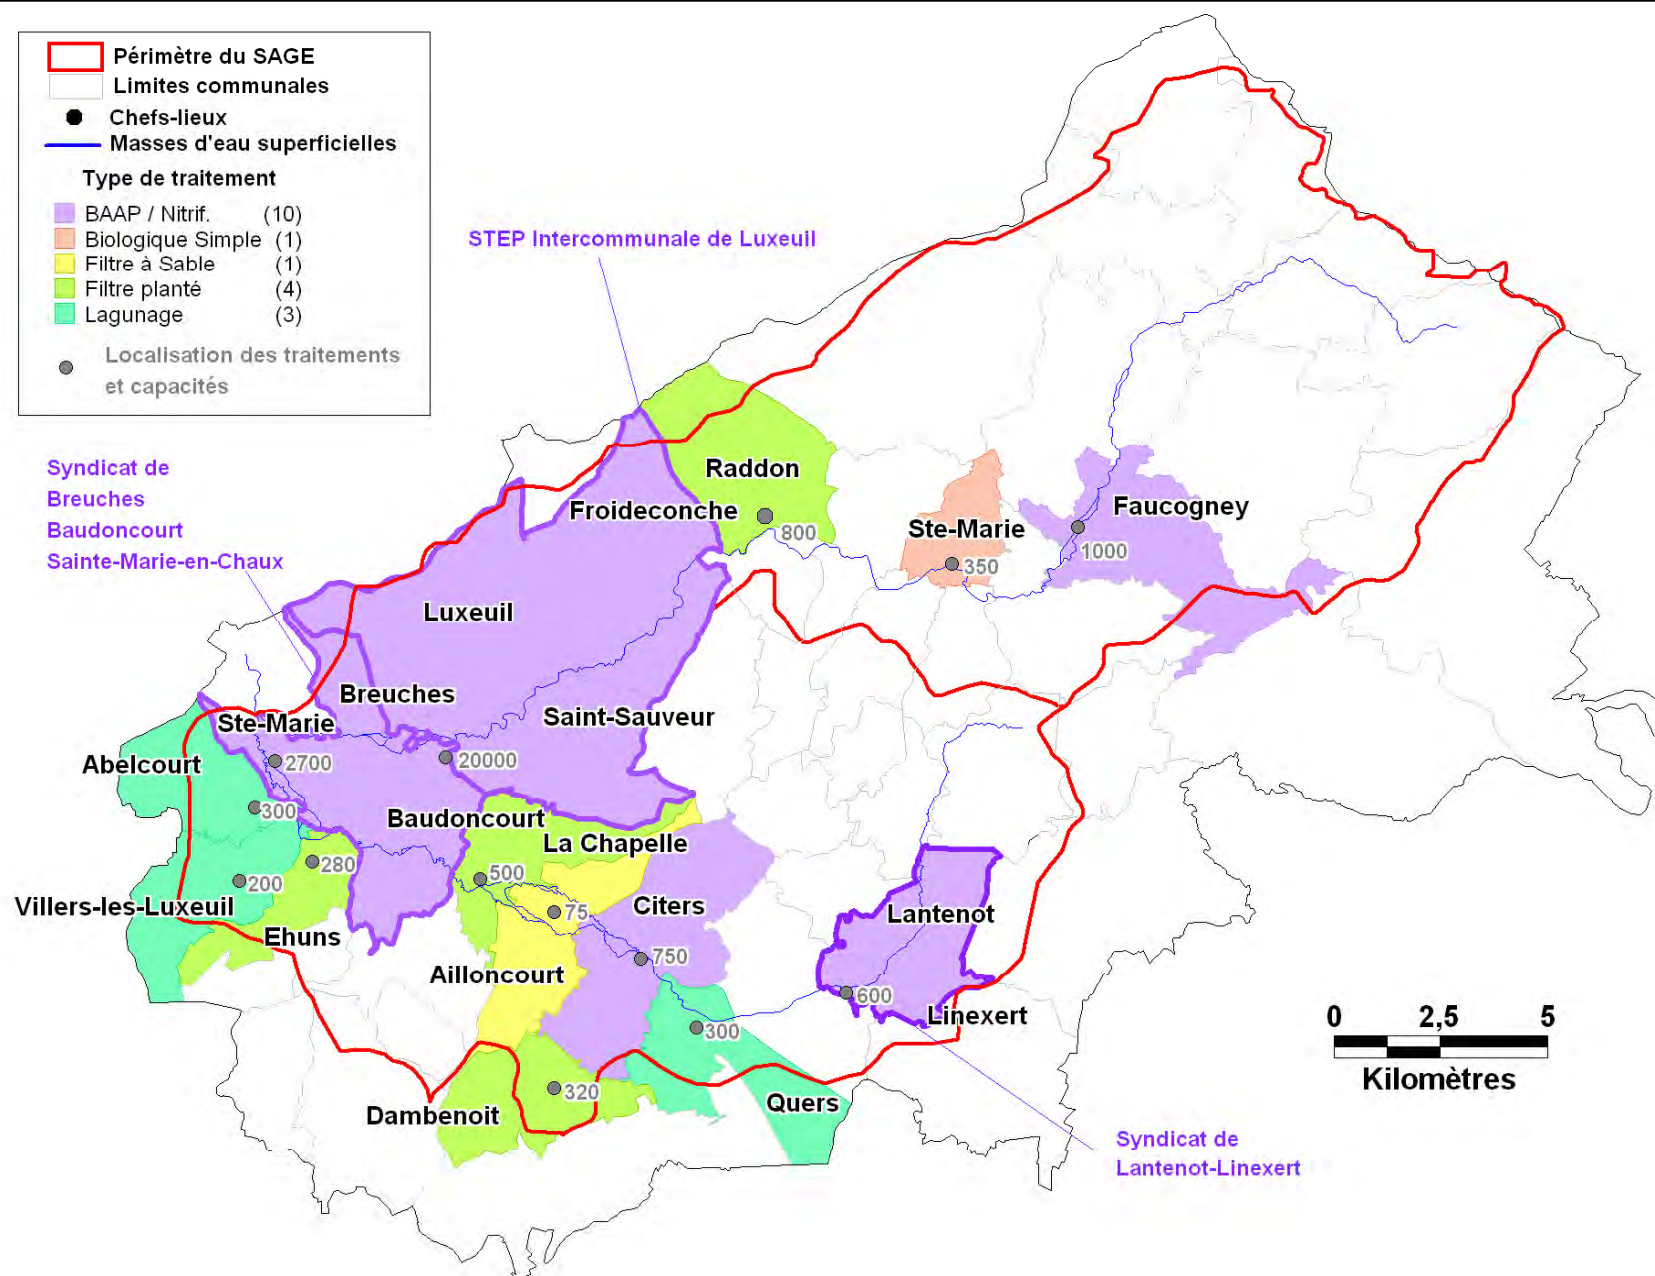 Périmètre du SAGE
Limites communales
Chefs-lieux
Masses d'eau superficielles
Type de traitement
BAAP / Nitrif. (10)
Biologique Simple (1)
Filtre à Sable (1)
Filtre planté (4)
Lagunage (3)
Localisation des traitements
et capacités
STEP Intercommunale de Luxeuil
Syndicat de
Breuches
Baudoncourt
Sainte-Marie-en-Chaux
Raddon
Froideconche
800
Ste-Marie
350
Faucogney
1000
Luxeuil
Breuches
Saint-Sauveur
Ste-Marie
Abelcourt
2700
20000
300
Baudoncourt
La Chapelle
280
500
200
Villers-les-Luxeuil
75
Citers
Lantenot
Ehuns
Ailloncourt
750
600
Linexert
300
320
Dambenoit
Quers
0 2,5 5
Kilomètres
Syndicat de
Lantenot-Linexert